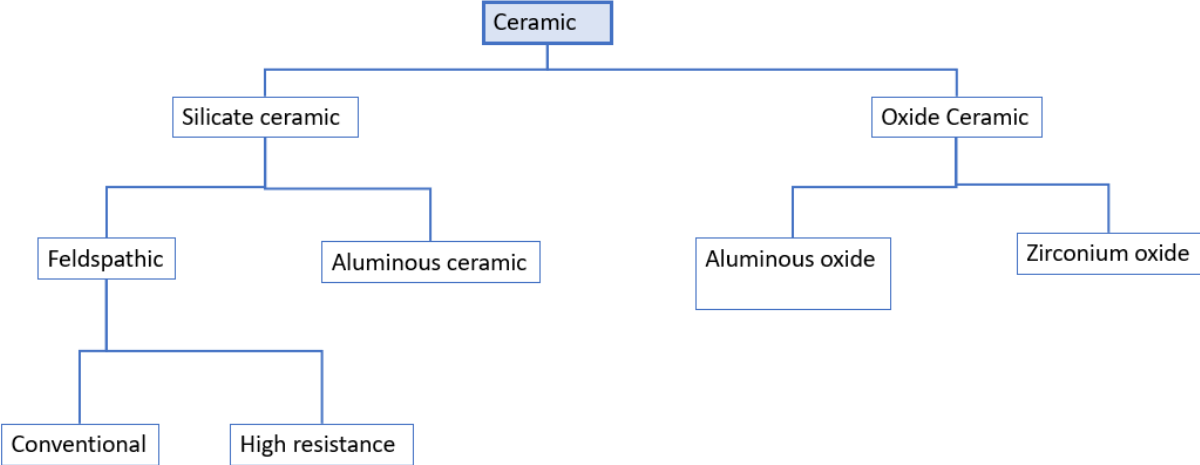 Ceramic
Silicate ceramic
Oxide Ceramic
Feldspathic
Aluminous ceramic
Aluminous oxide
Zirconium oxide
Conventional
High resistance